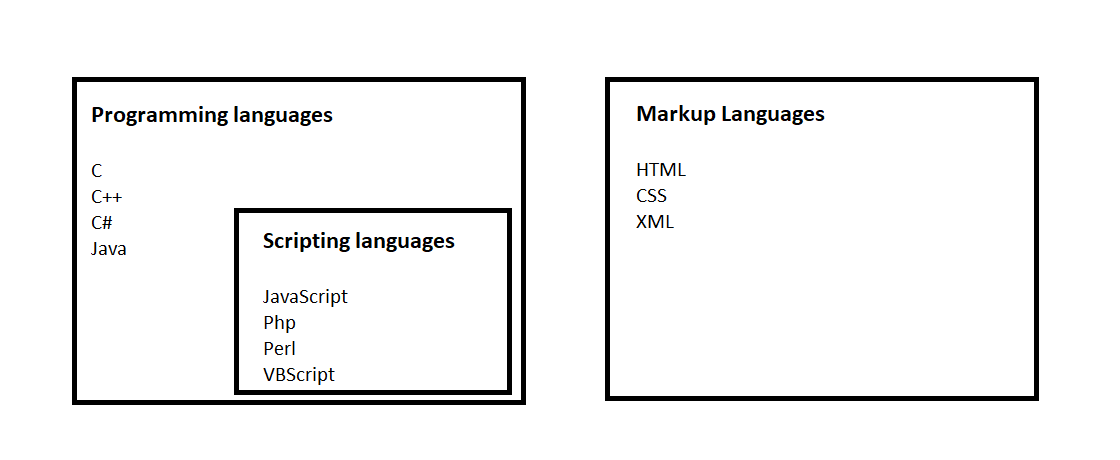 Programming languages
C
C++
C#
Java
Scripting languages
JavaScript
Php
Perl
VBScript
Markup Languages
HTML
CSS
XML